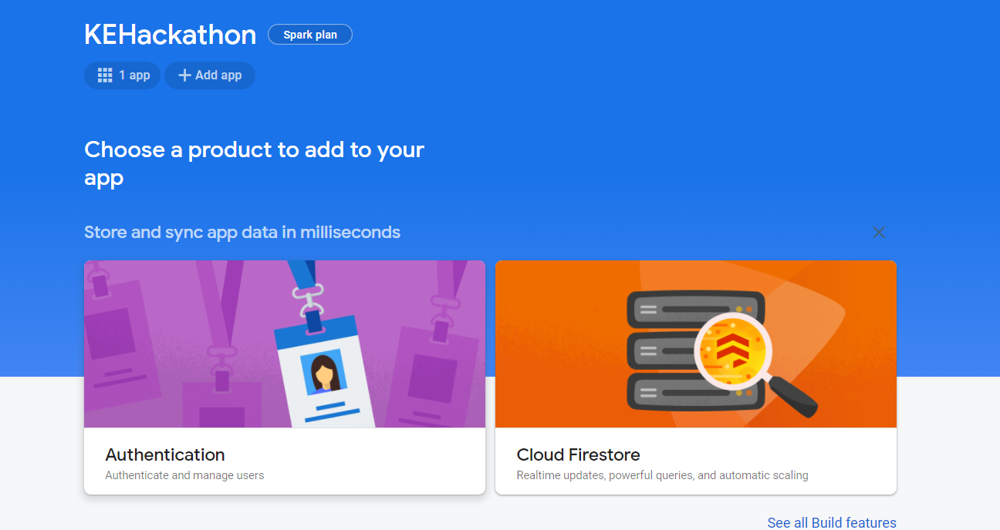 KEHackathon
Spark plan
1 app
Add app
Choose a product to add to your
app
Store and sync app data in milliseconds
Authentication
Authenticate and manage users
Cloud Firestore
Realtime updates, powerful queries, and automatic scaling
See all Build features